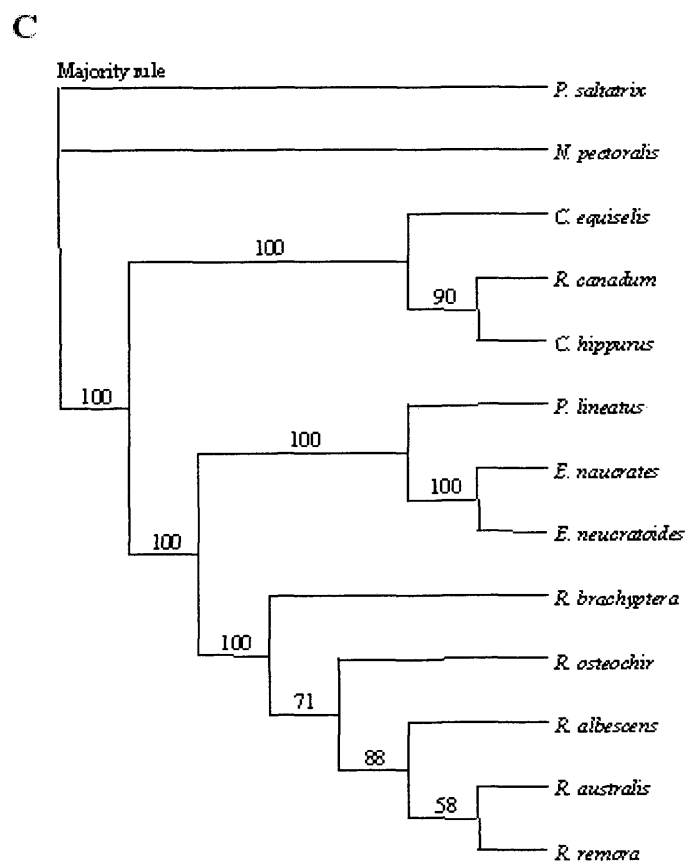 C
Majority rule
P. saltatrix
N. pectoralis
C. equiselis
100
R. canadum
90
C. hippurus
100
P. lineatus
100
E. naucrates
100
E. neucratoides
100
R. brachyptera
100
R. osteochir
71
R. albescens
88
R. australis
58
R. remora